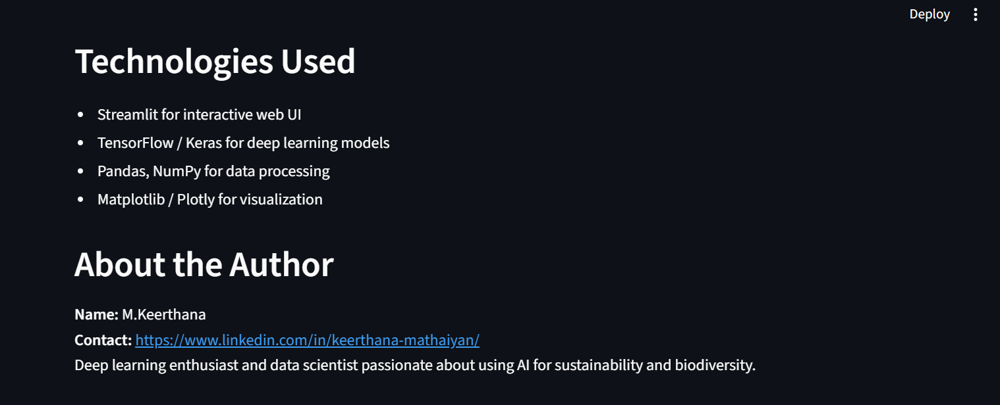 Deploy
Technologies Used
• Streamlit for interactive web UI
• TensorFlow / Keras for deep learning models
• Pandas, NumPy for data processing
• Matplotlib / Plotly for visualization
About the Author
Name: M.Keerthana
Contact: https://www.linkedin.com/in/keerthana-mathaiyan/
Deep learning enthusiast and data scientist passionate about using AI for sustainability and biodiversity.